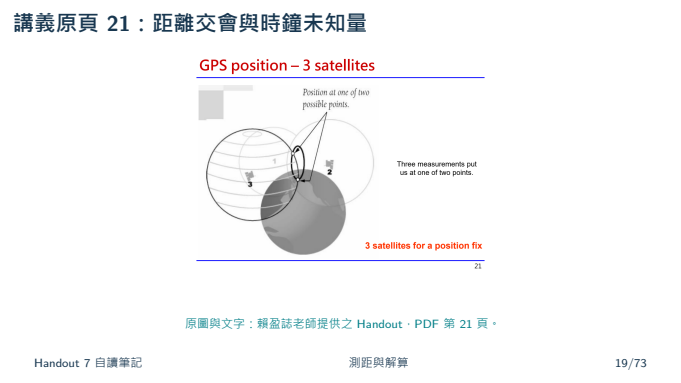 講義原頁 21：距離交會與時鐘未知量
GPS position – 3 satellites
Position at one of two
possible points.
1
2
3
Three measurements put
us at one of two points.
3 satellites for a position fix
21
原圖與文字：賴盈誌老師提供之 Handout，PDF 第 21 頁。
Handout 7 自讀筆記
測距與解算
19/73